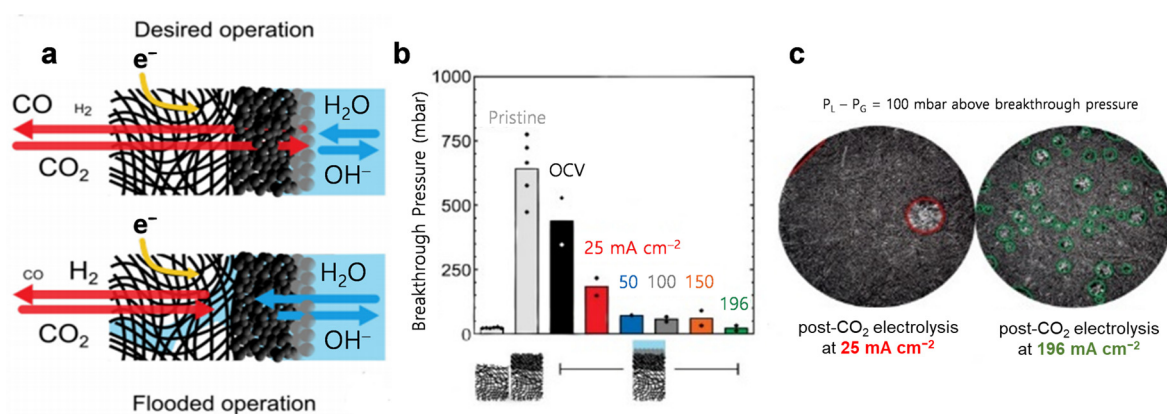 a
Desired operation
e⁻
CO H₂
CO₂
H₂O
OH⁻
e⁻
CO H₂
CO₂
H₂O
OH⁻
Flooded operation
b
Breakthrough Pressure (mbar)
1000
750
500
250
0
Pristine
OCV
25 mA cm⁻²
50
100
150
196
c
P_L – P_G = 100 mbar above breakthrough pressure
post-CO₂ electrolysis
at 25 mA cm⁻²
post-CO₂ electrolysis
at 196 mA cm⁻²